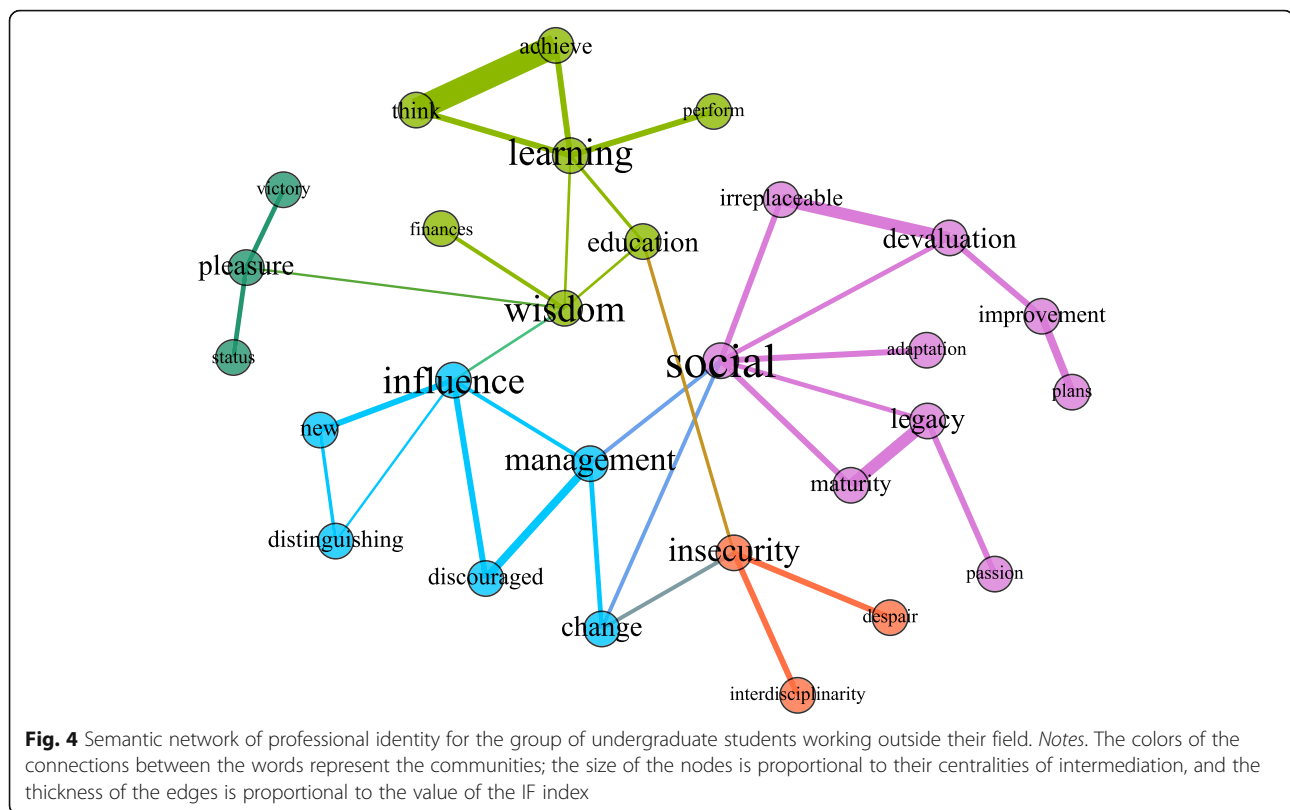 achieve
think
perform
learning
victory
irreplaceable
finances
education
devaluation
pleasure
wisdom
improvement
status
social
adaptation
influence
plans
new
legacy
management
maturity
distinguishing
insecurity
discouraged
passion
change
despair
interdisciplinarity
Fig. 4 Semantic network of professional identity for the group of undergraduate students working outside their field. Notes. The colors of the
connections between the words represent the communities; the size of the nodes is proportional to their centralities of intermediation, and the
thickness of the edges is proportional to the value of the IF index